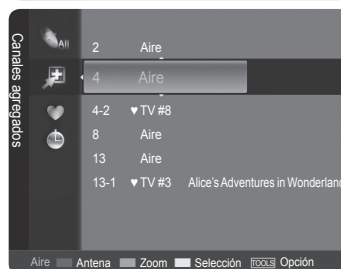 Canales agregados
All
2 Aire
4 Aire
4-2 ♥ TV #8
8 Aire
13 Aire
13-1 ♥ TV #3 Alice's Adventures in Wonderland
Aire Antena Zoom Selección TOOLS Opción